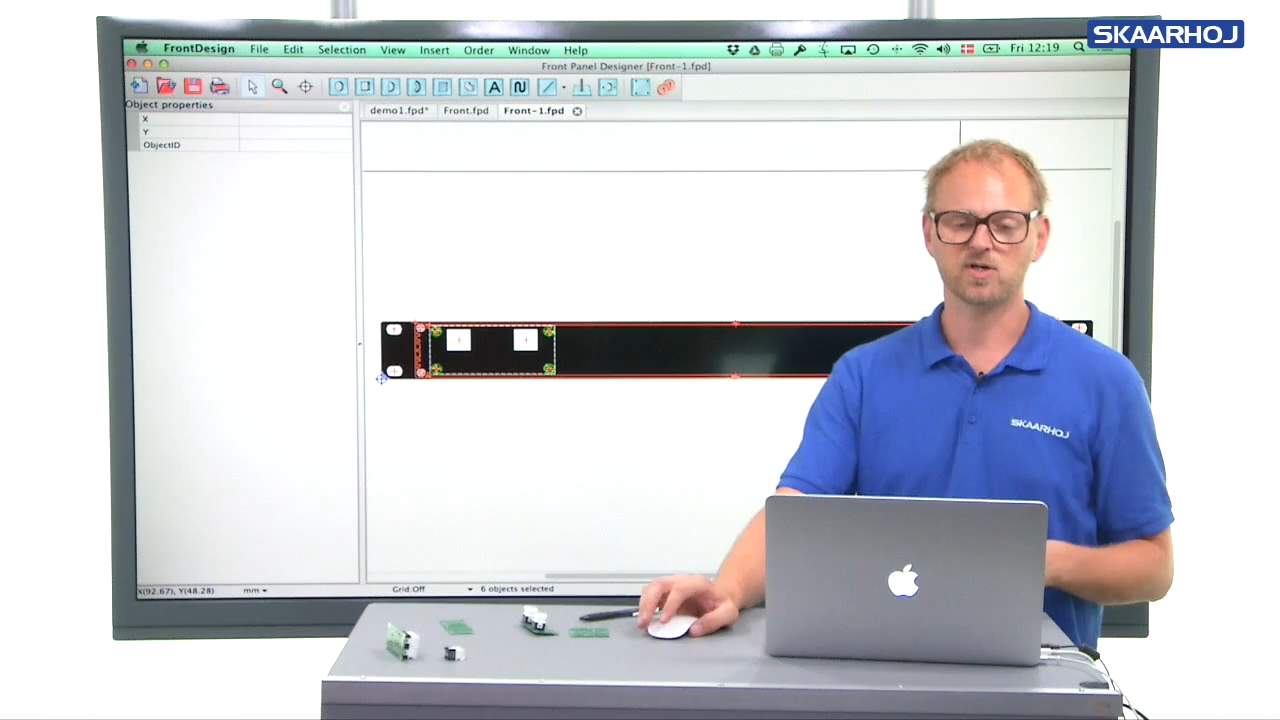 SKAARHOJ
FrontDesign File Edit Selection View Insert Order Window Help Fri 12:19
Front Panel Designer [Front-1.fpd]
Object properties
demo1.fpd* Front.fpd Front-1.fpd
X
Y
ObjectID
SKAARHOJ
X(92.67), Y(48.28) mm Grid:Off 6 objects selected